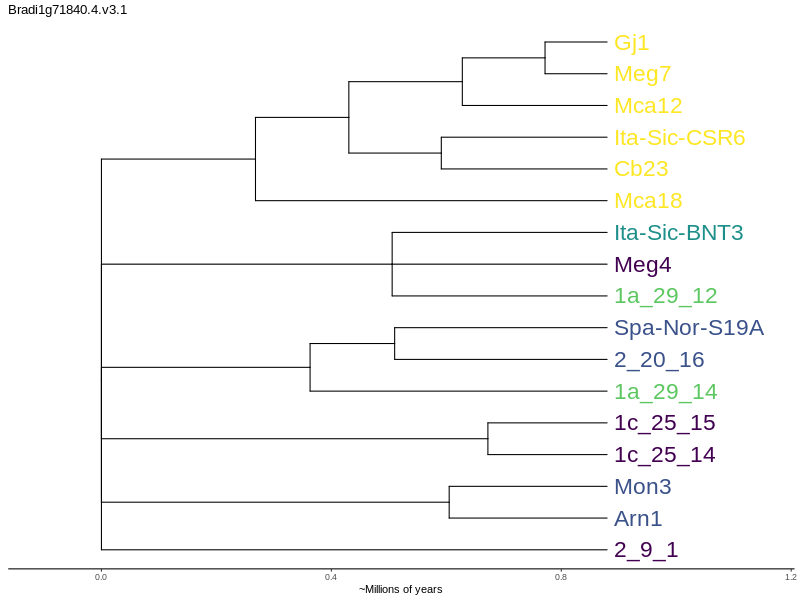 Bradi1g71840.4.v3.1
Gj1
Meg7
Mca12
Ita-Sic-CSR6
Cb23
Mca18
Ita-Sic-BNT3
Meg4
1a_29_12
Spa-Nor-S19A
2_20_16
1a_29_14
1c_25_15
1c_25_14
Mon3
Arn1
2_9_1
0.0 0.4 0.8 1.2
~Millions of years